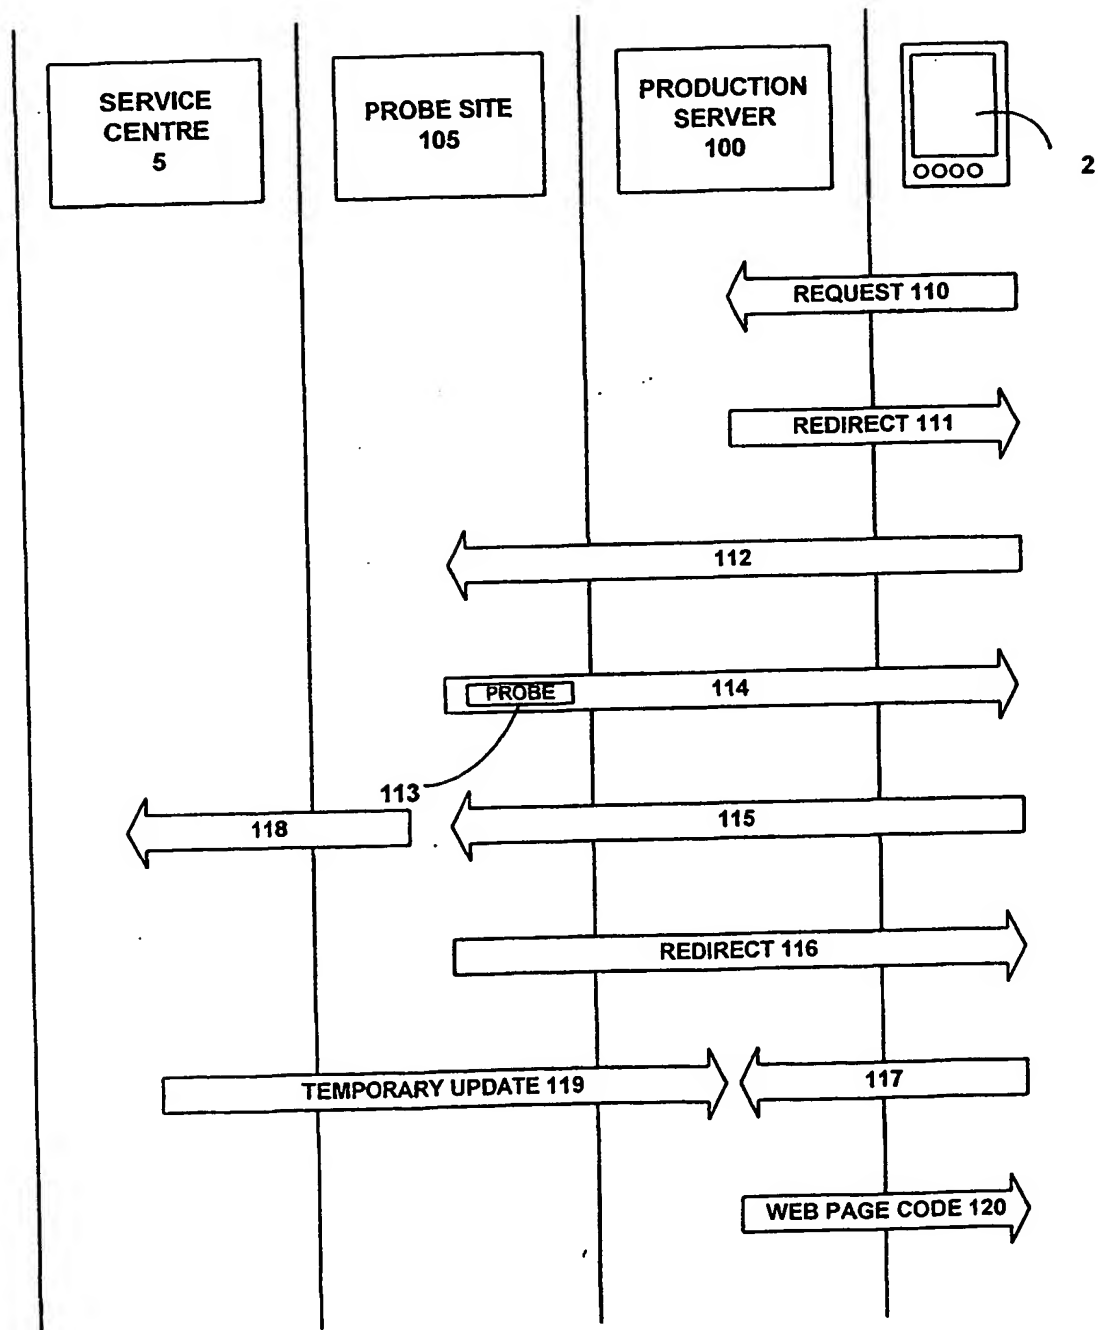 SERVICE
CENTRE
5
PROBE SITE
105
PRODUCTION
SERVER
100
2
REQUEST 110
REDIRECT 111
112
PROBE
114
113
118
115
REDIRECT 116
TEMPORARY UPDATE 119
117
WEB PAGE CODE 120